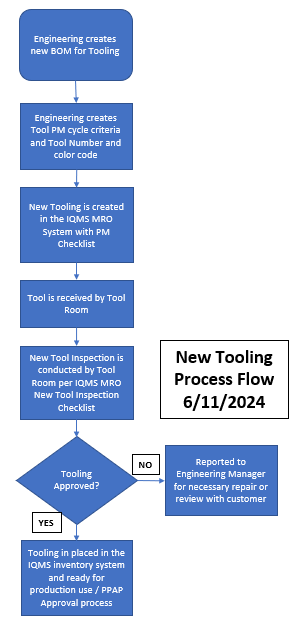 Engineering creates
new BOM for Tooling
Engineering creates
Tool PM cycle criteria
and Tool Number and
color code
New Tooling is created
in the IQMS MRO
System with PM
Checklist
Tool is received by Tool
Room
New Tool Inspection is
conducted by Tool
Room per IQMS MRO
New Tool Inspection
Checklist
New Tooling
Process Flow
6/11/2024
Tooling
Approved?
NO
Reported to
Engineering Manager
for necessary repair or
review with customer
YES
Tooling in placed in the
IQMS inventory system
and ready for
production use / PPAP
Approval process